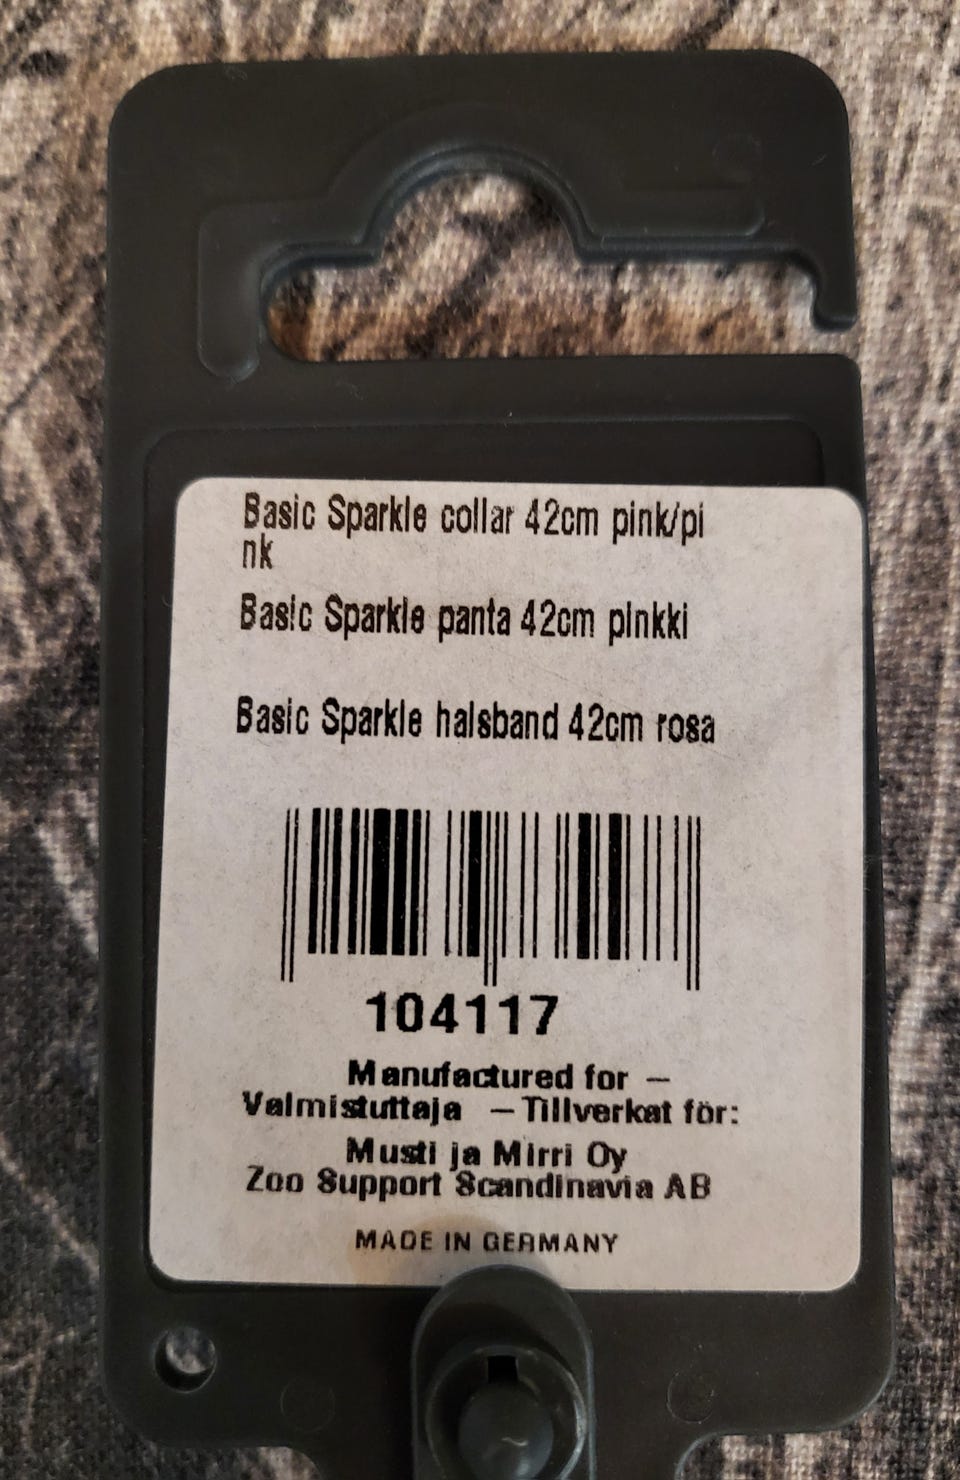 Basic Sparkle collar 42cm pink/pi
nk
Basic Sparkle panta 42cm pinkki
Basic Sparkle halsband 42cm rosa
104117
Manufactured for –
Valmistuttaja – Tillverkat för:
Musti ja Mirri Oy
Zoo Support Scandinavia AB
MADE IN GERMANY